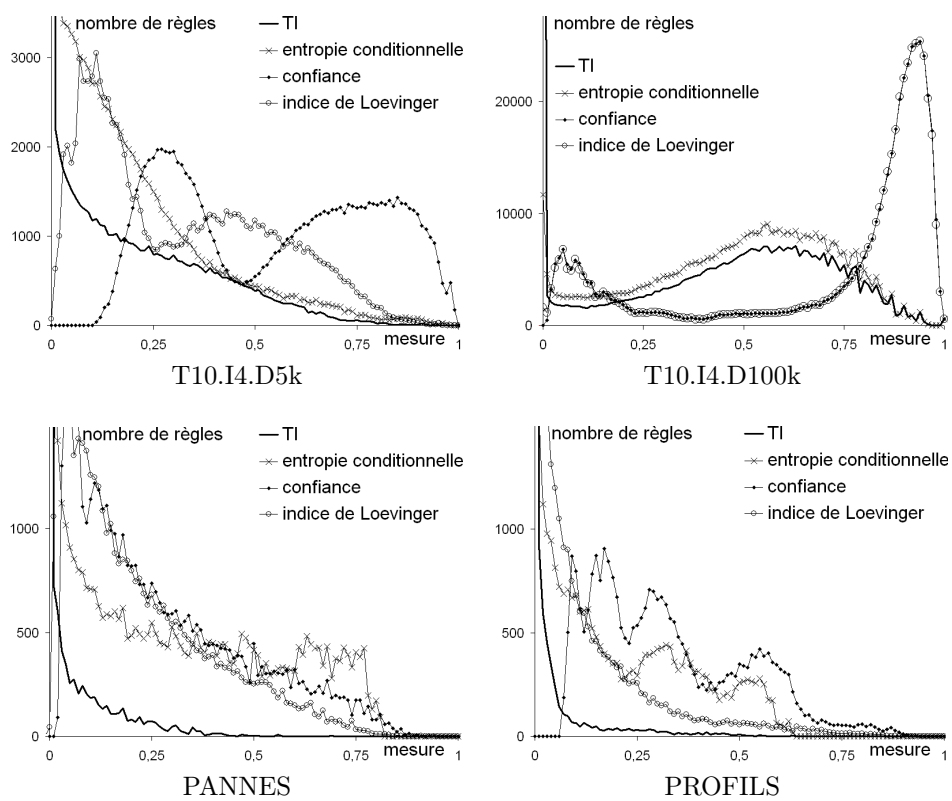 nombre de règles
TI
entropie conditionnelle
confiance
indice de Loevinger
3000
2000
1000
0
0
0,25
0,5
0,75
1
mesure
T10.I4.D5k
nombre de règles
TI
entropie conditionnelle
confiance
indice de Loevinger
20000
10000
0
0
0,25
0,5
0,75
1
mesure
T10.I4.D100k
nombre de règles
TI
entropie conditionnelle
confiance
indice de Loevinger
1000
500
0
0
0,25
0,5
0,75
1
mesure
PANNES
nombre de règles
TI
entropie conditionnelle
confiance
indice de Loevinger
1000
500
0
0
0,25
0,5
0,75
1
mesure
PROFILS